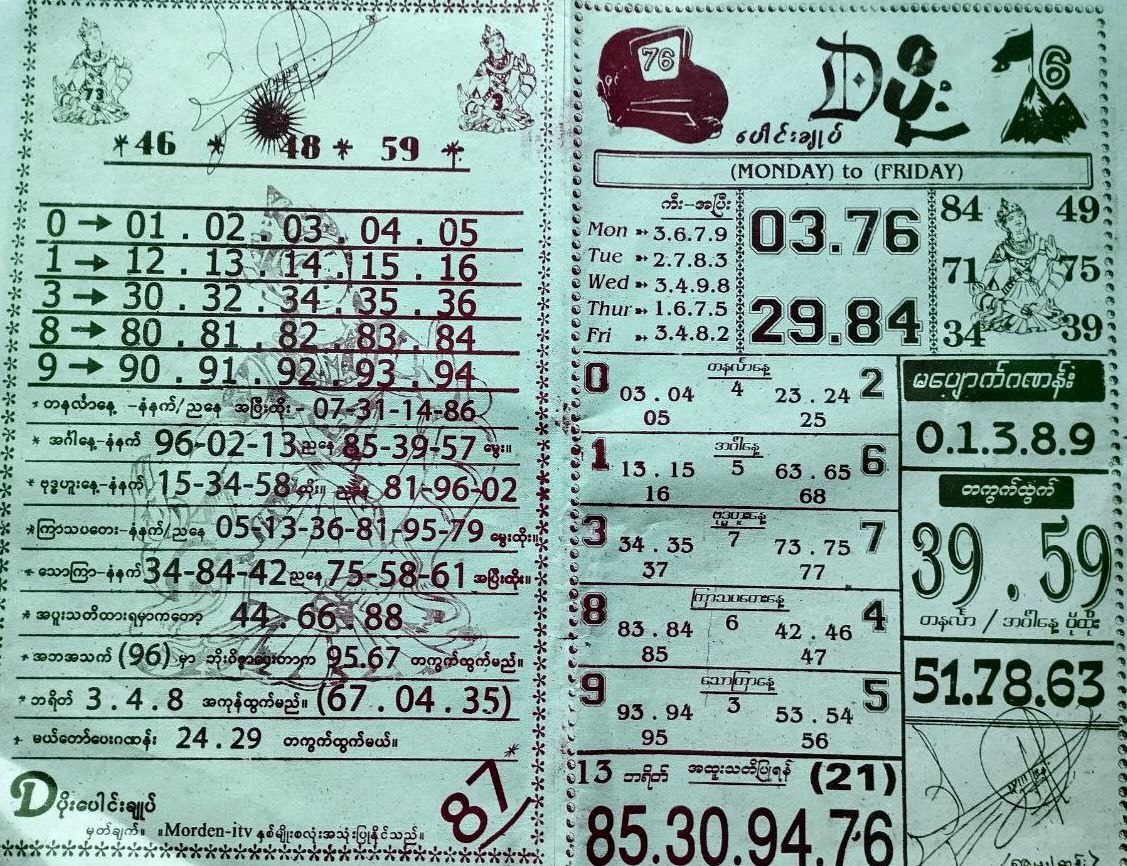 73
3
*46 * 48 * 59 *
0 → 01 . 02 . 03 . 04 . 05
1 → 12 . 13 . 14 . 15 . 16
3 → 30 . 32 . 34 . 35 . 36
8 → 80 . 81 . 82 . 83 . 84
9 → 90 . 91 . 92 . 93 . 94
* တနင်္လာနေ့ -နံနက်/ညနေ အပြီးထိုး - 07-31-14-86
* အင်္ဂါနေ့-နံနက် 96-02-13 ညနေ 85-39-57 မွေး။
* ဗုဒ္ဓဟူးနေ့-နံနက် 15-34-58 ထိုး။ ညနေ 81-96-02
*ကြာသပတေး-နံနက်/ညနေ 05-13-36-81-95-79 မွေးထိုး။
* သောကြာ-နံနက် 34-84-42 ညနေ 75-58-61 အပြီးထိုး။
* အပူးသတိထားရမှာကတော့ 44.66.88
* အဘအသက် (96) မှာ ဘိုးဝိဇ္ဇာပေးတာက 95.67 တကွက်ထွက်မည်။
* ဘရိတ် 3.4.8 အကုန်ထွက်မည်။ (67.04.35)
* မယ်တော်ပေးဂဏန်း 24.29 တကွက်ထွက်မယ်။
*
87
D ပိုးပေါင်းချုပ်
မှတ်ချက်။ ။Morden-itv နှစ်မျိုးစလုံးအသုံးပြုနိုင်သည်။
76
D ပိုး
6
ပေါင်းချုပ်
(MONDAY) to (FRIDAY)
ကီး-အပြီး
Mon ➳ 3.6.7.9
Tue ➳ 2.7.8.3
Wed ➳ 3.4.9.8
Thur ➳ 1.6.7.5
Fri ➳ 3.4.8.2
03.76
29.84
84 49
71 75
34 39
တနင်္လာနေ့
0 03.04 4 23.24 2
05 25
အင်္ဂါနေ့
1 13.15 5 63.65 6
16 68
ဗုဒ္ဓဟူးနေ့
3 34.35 7 73.75 7
37 77
ကြာသပတေးနေ့
8 83.84 6 42.46 4
85 47
သောကြာနေ့
9 93.94 3 53.54 5
95 56
မပျောက်ဂဏန်း
0.1.3.8.9
တကွက်ထွက်
39.59
တနင်္လာ / အင်္ဂါနေ့ ပုံထိုး
51.78.63
13 ဘရိတ် အထူးသတိပြုရန် (21)
85.30.94.76